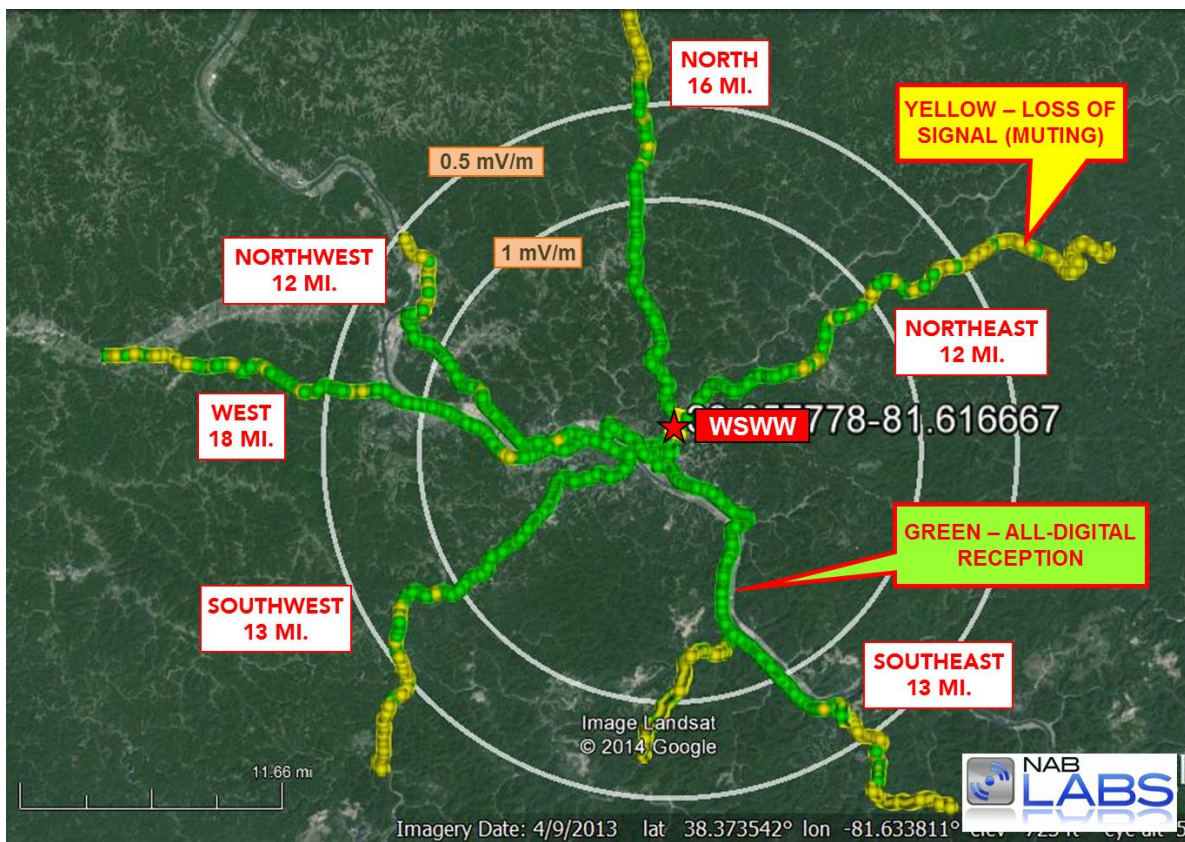 NORTH
16 MI.
YELLOW – LOSS OF
SIGNAL (MUTING)
0.5 mV/m
1 mV/m
NORTHWEST
12 MI.
NORTHEAST
12 MI.
WEST
18 MI.
WSWW
778-81.616667
GREEN – ALL-DIGITAL
RECEPTION
SOUTHWEST
13 MI.
SOUTHEAST
13 MI.
Image Landsat
© 2014 Google
11.66 mi
NAB
LABS
Imagery Date: 4/9/2013 lat 38.373542° lon -81.633811°